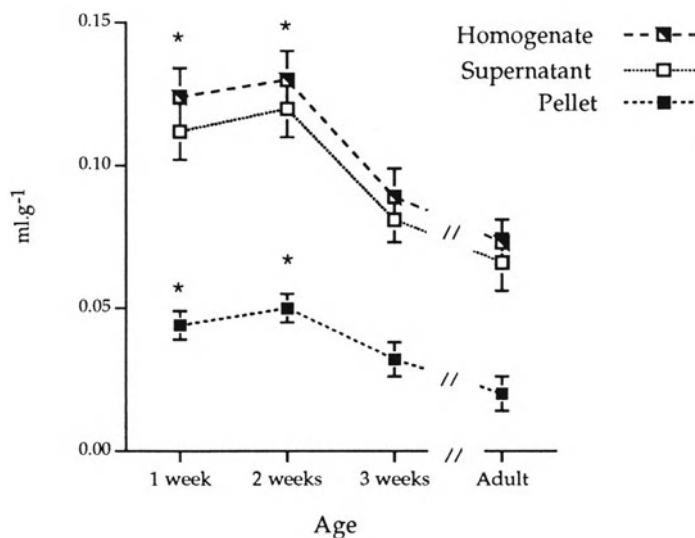 0.15
0.10
0.05
0.00
ml.g⁻¹
* *
* *
Homogenate
Supernatant
Pellet
// // //
1 week 2 weeks 3 weeks Adult
Age